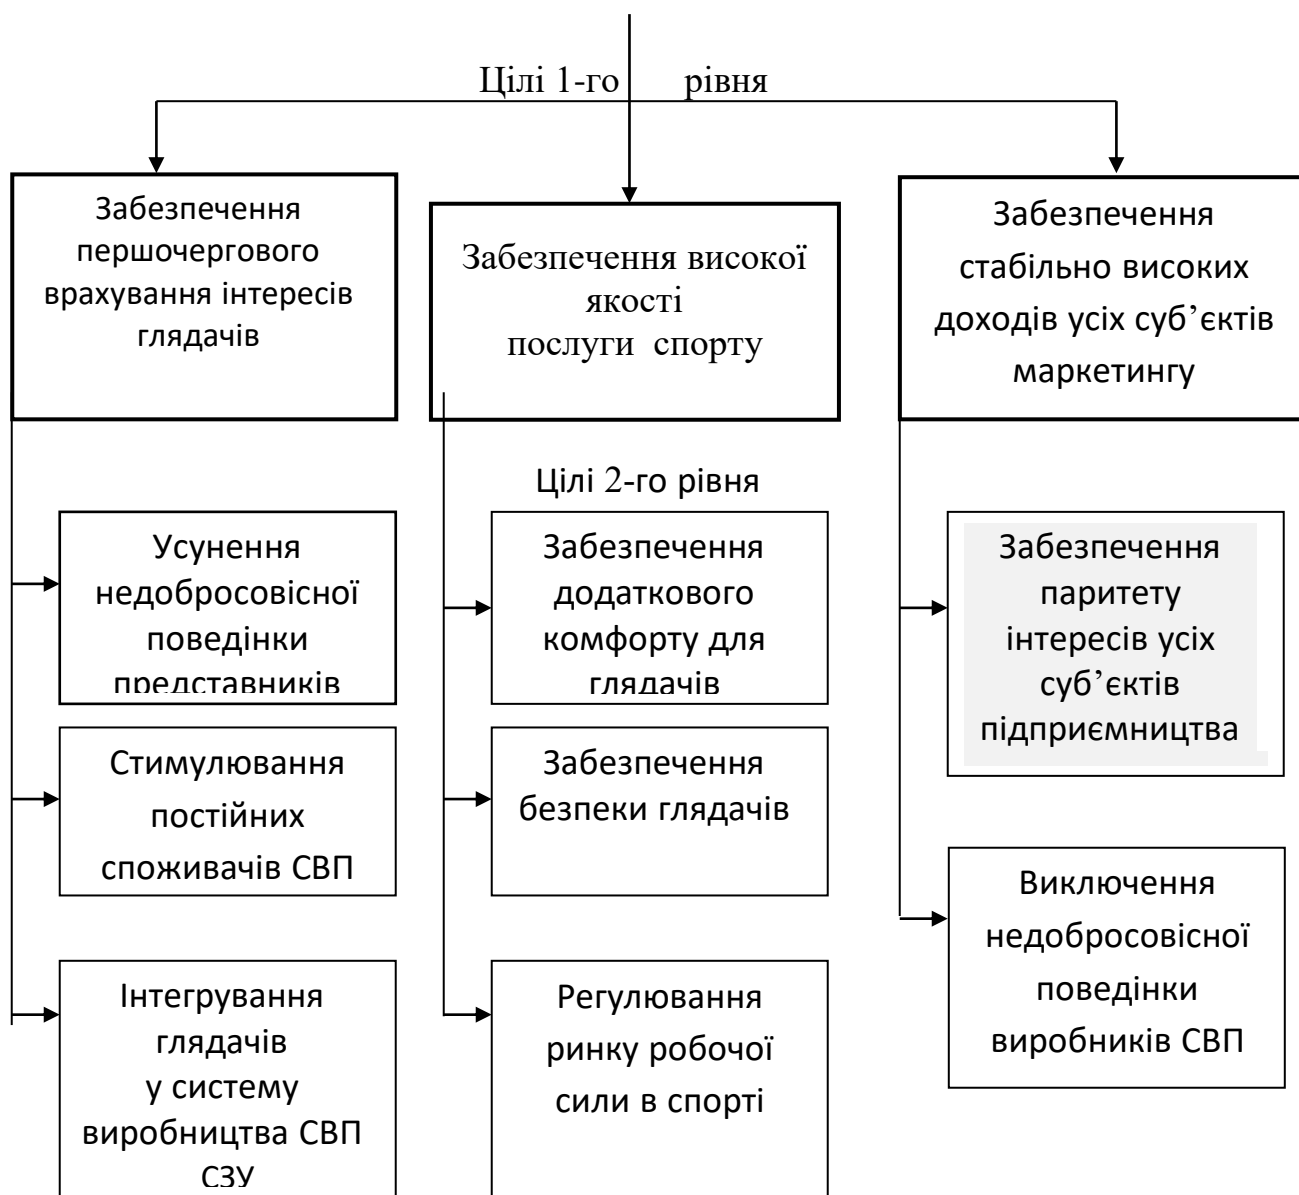 Цілі 1-го рівня
Забезпечення
першочергового
врахування інтересів
глядачів
Забезпечення високої
якості
послуги спорту
Забезпечення
стабільно високих
доходів усіх суб’єктів
маркетингу
Цілі 2-го рівня
Усунення
недобросовісної
поведінки
представників
Стимулювання
постійних
споживачів СВП
Інтегрування
глядачів
у систему
виробництва СВП
СЗУ
Забезпечення
додаткового
комфорту для
глядачів
Забезпечення
безпеки глядачів
Регулювання
ринку робочої
сили в спорті
Забезпечення
паритету
інтересів усіх
суб’єктів
підприємництва
Виключення
недобросовісної
поведінки
виробників СВП